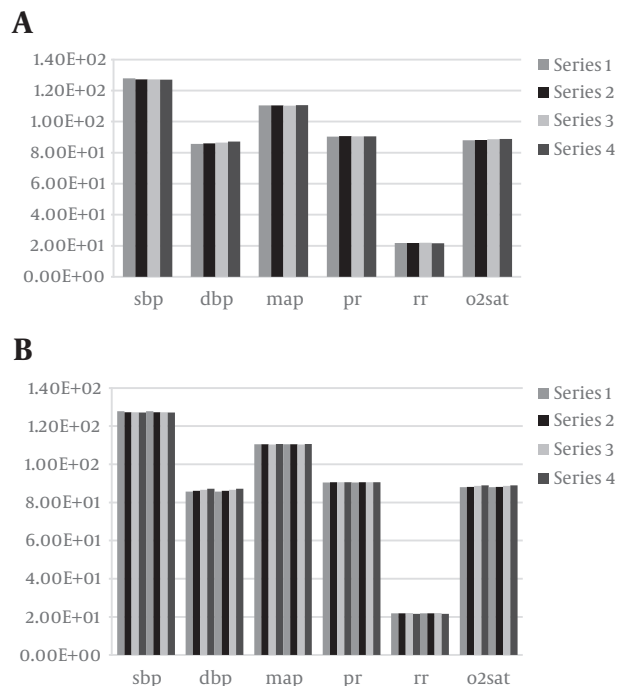 A
1.40E+02
1.20E+02
1.00E+02
8.00E+01
6.00E+01
4.00E+01
2.00E+01
0.00E+00
sbp dbp map pr rr o2sat
Series 1
Series 2
Series 3
Series 4
B
1.40E+02
1.20E+02
1.00E+02
8.00E+01
6.00E+01
4.00E+01
2.00E+01
0.00E+00
sbp dbp map pr rr o2sat
Series 1
Series 2
Series 3
Series 4